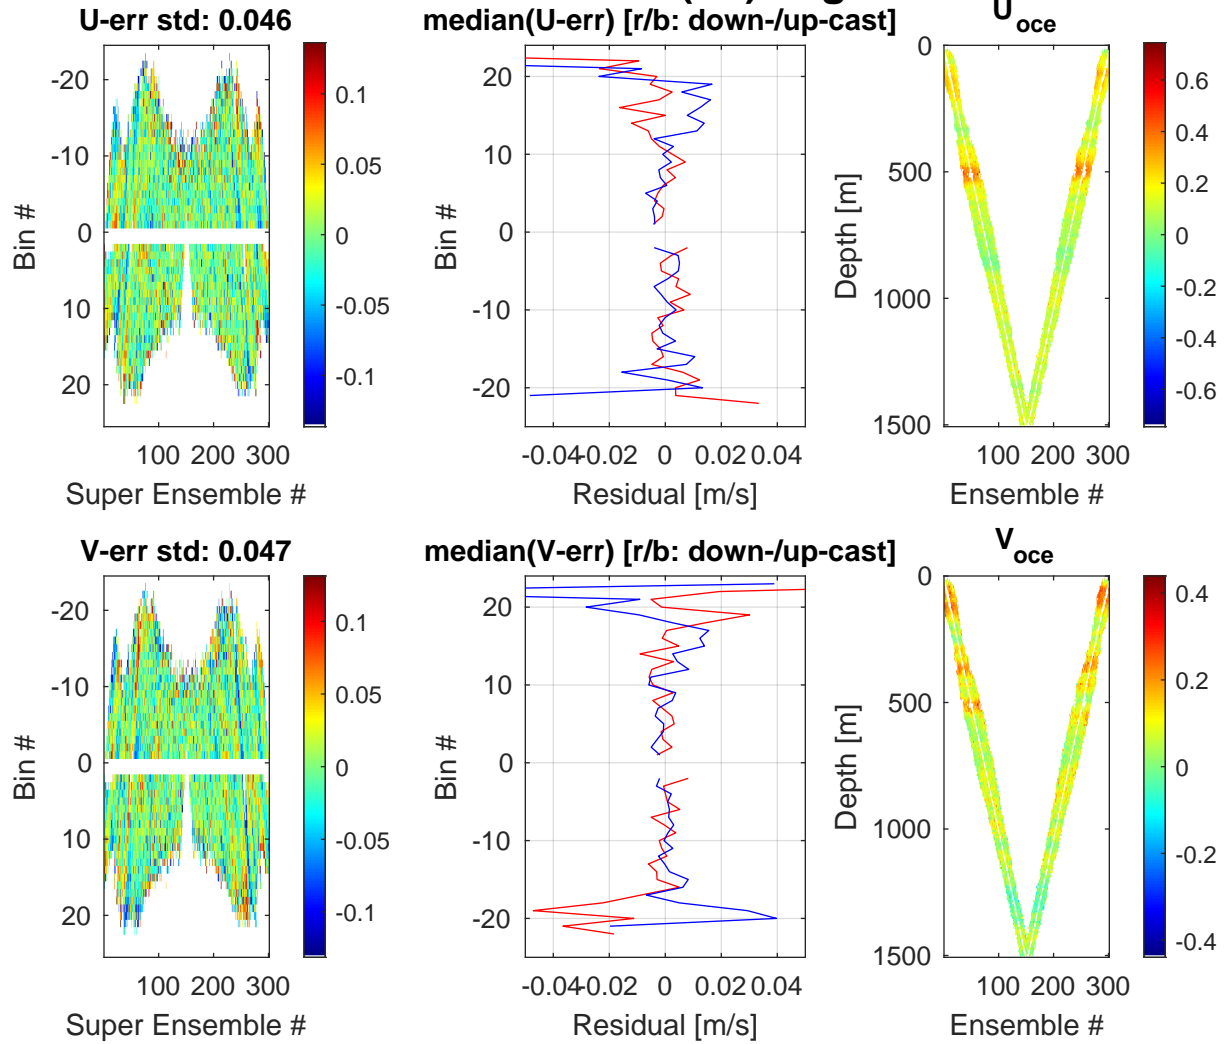 U-err std: 0.046
median(U-err) [r/b: down-/up-cast]
U_oce
-20
-10
0
10
20
Bin #
100 200 300
Super Ensemble #
0.1
0.05
0
-0.05
-0.1
20
10
0
-10
-20
Bin #
-0.04 -0.02 0 0.02 0.04
Residual [m/s]
0
500
1000
1500
Depth [m]
100 200 300
Ensemble #
0.6
0.4
0.2
0
-0.2
-0.4
-0.6
V-err std: 0.047
median(V-err) [r/b: down-/up-cast]
V_oce
-20
-10
0
10
20
Bin #
100 200 300
Super Ensemble #
0.1
0.05
0
-0.05
-0.1
20
10
0
-10
-20
Bin #
-0.04 -0.02 0 0.02 0.04
Residual [m/s]
0
500
1000
1500
Depth [m]
100 200 300
Ensemble #
0.4
0.2
0
-0.2
-0.4